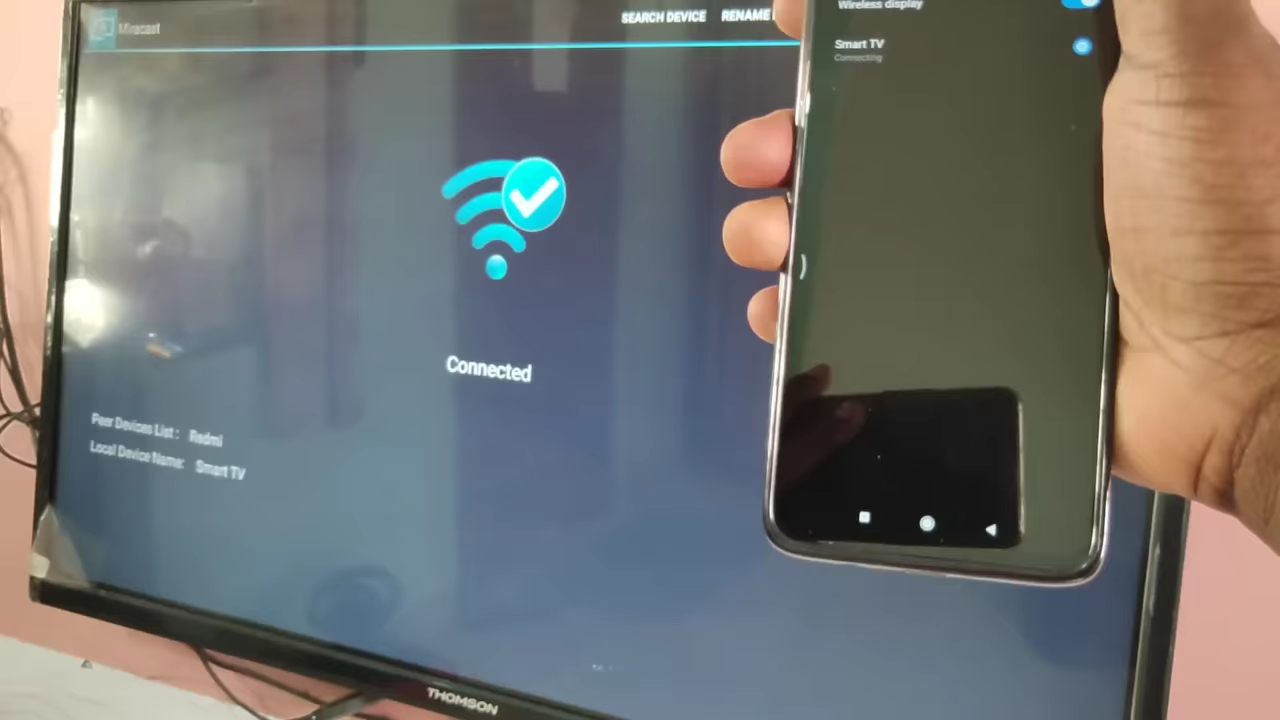 Miracast
SEARCH DEVICE RENAME
Wireless display
Smart TV
Connecting
Connected
Peer Devices List : Redmi
Local Device Name: Smart TV
THOMSON